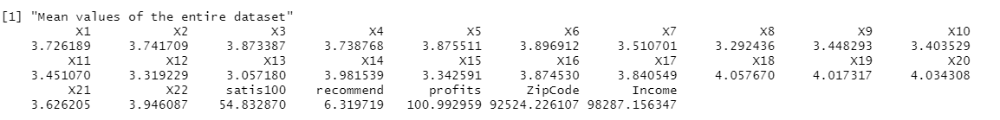 [1] "Mean values of the entire dataset"
X1 X2 X3 X4 X5 X6 X7 X8 X9 X10
3.726189 3.741709 3.873387 3.738768 3.875511 3.896912 3.510701 3.292436 3.448293 3.403529
X11 X12 X13 X14 X15 X16 X17 X18 X19 X20
3.451070 3.319229 3.057180 3.981539 3.342591 3.874530 3.840549 4.057670 4.017317 4.034308
X21 X22 satis100 recommend profits ZipCode Income
3.626205 3.946087 54.832870 6.319719 100.992959 92524.226107 98287.156347